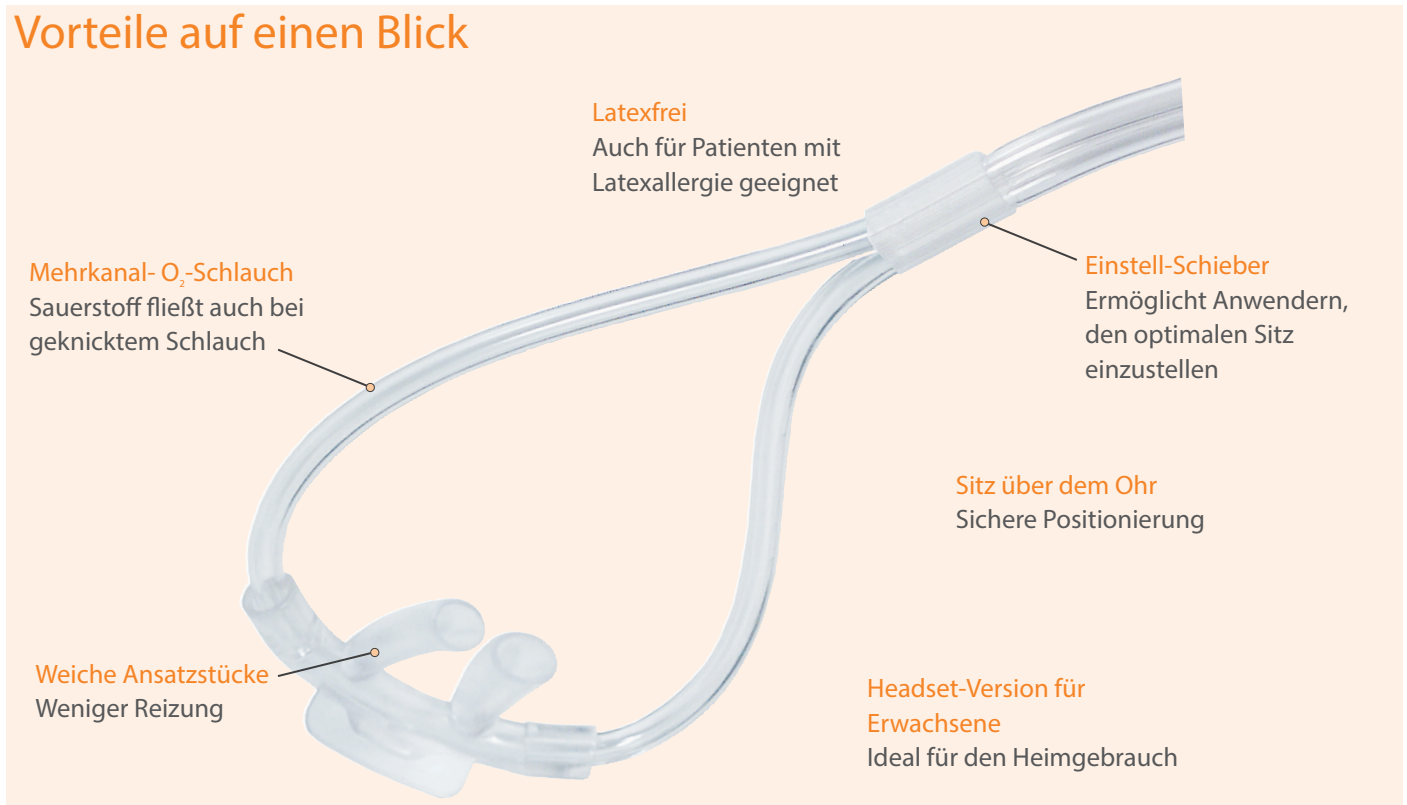 Vorteile auf einen Blick
Latexfrei
Auch für Patienten mit
Latexallergie geeignet
Mehrkanal- O₂-Schlauch
Sauerstoff fließt auch bei
geknicktem Schlauch
Einstell-Schieber
Ermöglicht Anwendern,
den optimalen Sitz
einzustellen
Sitz über dem Ohr
Sichere Positionierung
Weiche Ansatzstücke
Weniger Reizung
Headset-Version für
Erwachsene
Ideal für den Heimgebrauch